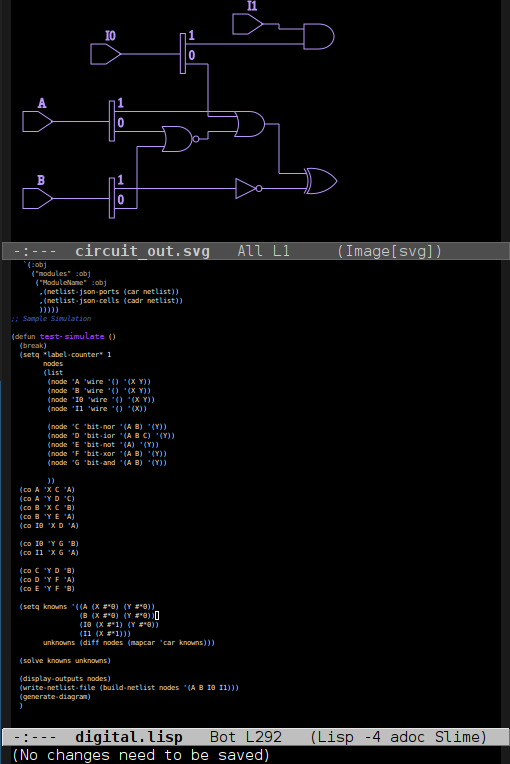 I1
I0
1
0
A
1
0
B
1
0
-:--- circuit_out.svg All L1 (Image[svg])
`(:obj
("modules" :obj
("ModuleName" :obj
,(netlist-json-ports (car netlist))
,(netlist-json-cells (cadr netlist))
)))))
;; Sample Simulation
(defun test-simulate ()
(break)
(setq *label-counter* 1
nodes
(list
(node 'A 'wire '() '(X Y))
(node 'B 'wire '() '(X Y))
(node 'I0 'wire '() '(X Y))
(node 'I1 'wire '() '(X))
(node 'C 'bit-nor '(A B) '(Y))
(node 'D 'bit-ior '(A B C) '(Y))
(node 'E 'bit-not '(A) '(Y))
(node 'F 'bit-xor '(A B) '(Y))
(node 'G 'bit-and '(A B) '(Y))
))
(co A 'X C 'A)
(co A 'Y D 'C)
(co B 'X C 'B)
(co B 'Y E 'A)
(co I0 'X D 'A)
(co I0 'Y G 'B)
(co I1 'X G 'A)
(co C 'Y D 'B)
(co D 'Y F 'A)
(co E 'Y F 'B)
(setq knowns '((A (X #*0) (Y #*0))
(B (X #*0) (Y #*0))
(I0 (X #*1) (Y #*0))
(I1 (X #*1)))
unknowns (diff nodes (mapcar 'car knowns)))
(solve knowns unknowns)
(display-outputs nodes)
(write-netlist-file (build-netlist nodes '(A B I0 I1)))
(generate-diagram)
)
-:--- digital.lisp Bot L292 (Lisp -4 adoc Slime)
(No changes need to be saved)